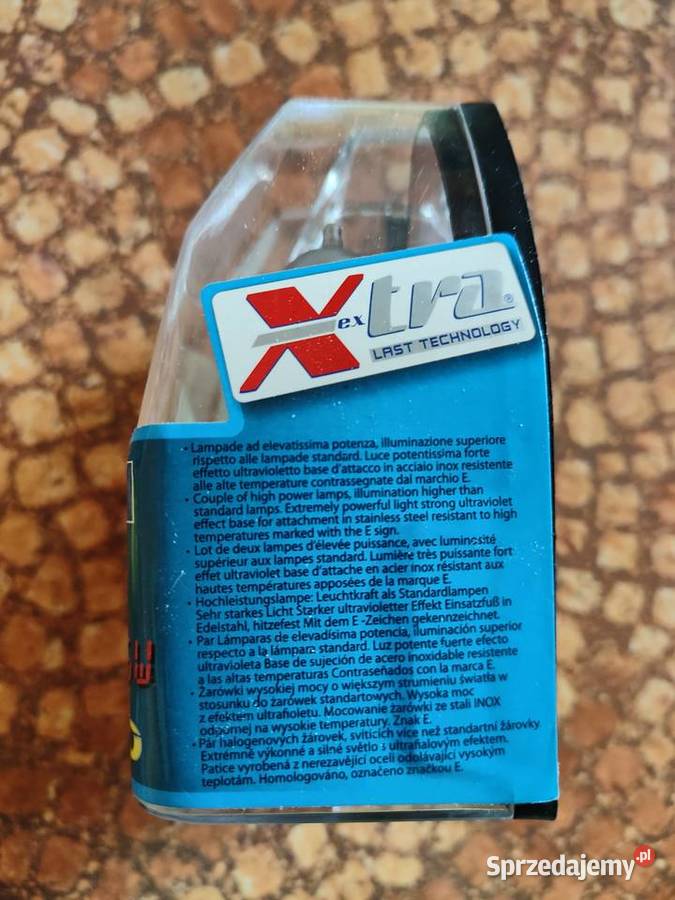 Xextra®
LAST TECHNOLOGY
• Lampade ad elevatissima potenza, illuminazione superiore
rispetto alle lampade standard. Luce potentissima forte
effetto ultravioletto base d'attacco in acciaio inox resistente
alle alte temperature contrassegnate dal marchio E.
• Couple of high power lamps, illumination higher than
standard lamps. Extremely powerful light strong ultraviolet
effect base for attachment in stainless steel resistant to high
temperatures marked with the E sign.
• Lot de deux lampes d'élevée puissance, avec luminosité
supérieur aux lampes standard. Lumière très puissante fort
effet ultraviolet base d'attache en acier inox résistant aux
hautes températures apposées de la marque E.
• Hochleistungslampe: Leuchtkraft als Standardlampen
Sehr starkes Licht Starker ultravioletter Effekt Einsatzfuß in
Edelstahl, hitzefest Mit dem E -Zeichen gekennzeichnet.
• Par Lámparas de elevadísima potencia, iluminación superior
respecto a la lámpara standard. Luz potente fuerte efecto
ultravioleta Base de sujeción de acero inoxidable resistente
a las altas temperaturas Contraseñados con la marca E.
• Żarówki wysokiej mocy o większym strumieniu światła w
stosunku do żarówek standartowych. Wysoka moc
z efektem ultrafioletu. Mocowanie żarówki ze stali INOX
odpornej na wysokie temperatury. Znak E.
• Pár halogenových žárovek, svítících více než standartní žárovky.
Extrémně výkonné a silné světlo s ultrafialovým efektem.
Patice vyrobená z nerezavějící oceli odolávající vysokým
teplotám. Homologováno, označeno značkou E.
W
Sprzedajemy.pl